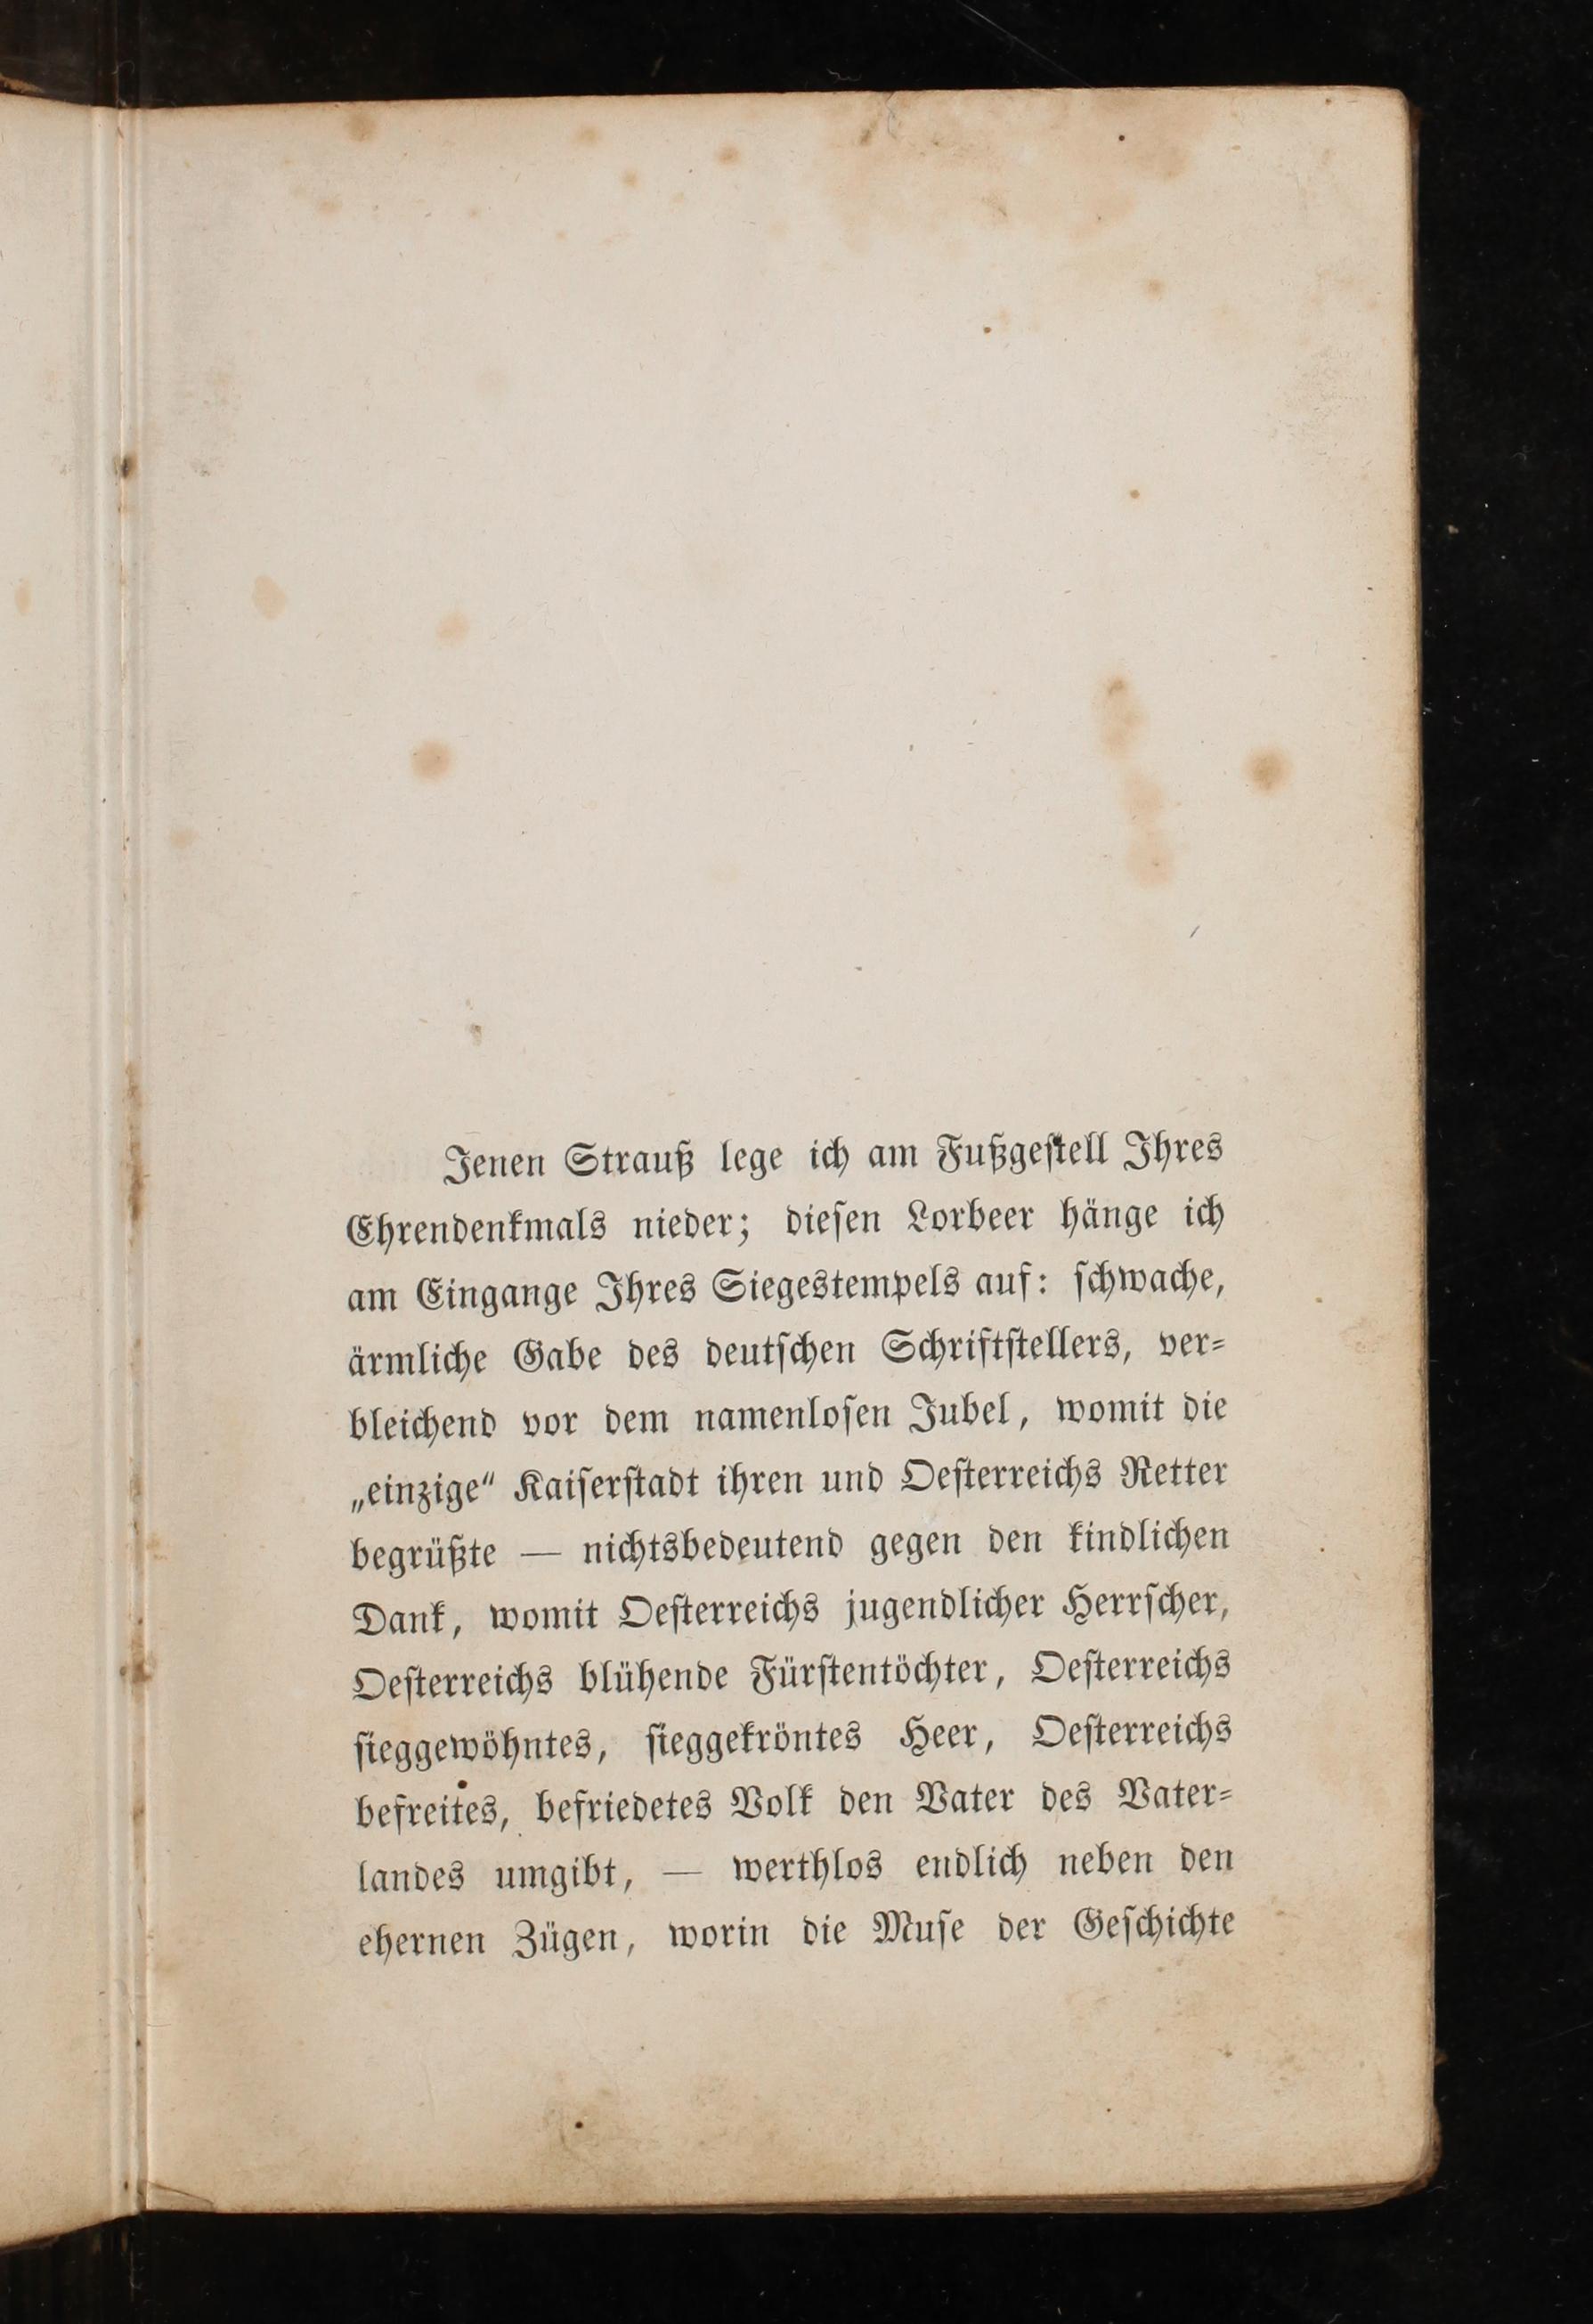 Jenen Strauß lege ich am Fußgeſtell Ihres
Ehrendenkmals nieder; dieſen Lorbeer hänge ich
am Eingange Ihres Siegestempels auf: ſchwache,
ärmliche Gabe des deutſchen Schriftſtellers, ver⸗
bleichend vor dem namenloſen Jubel, womit die
„einzige“ Kaiſerſtadt ihren und Oeſterreichs Retter
begrüßte — nichtsbedeutend gegen den kindlichen
Dank, womit Oeſterreichs jugendlicher Herrſcher,
Oeſterreichs blühende Fürſtentöchter, Oeſterreichs
ſieggewöhntes, ſieggekröntes Heer, Oeſterreichs
befreites, befriedetes Volk den Vater des Vater⸗
landes umgibt, — werthlos endlich neben den
ehernen Zügen, worin die Muſe der Geſchichte